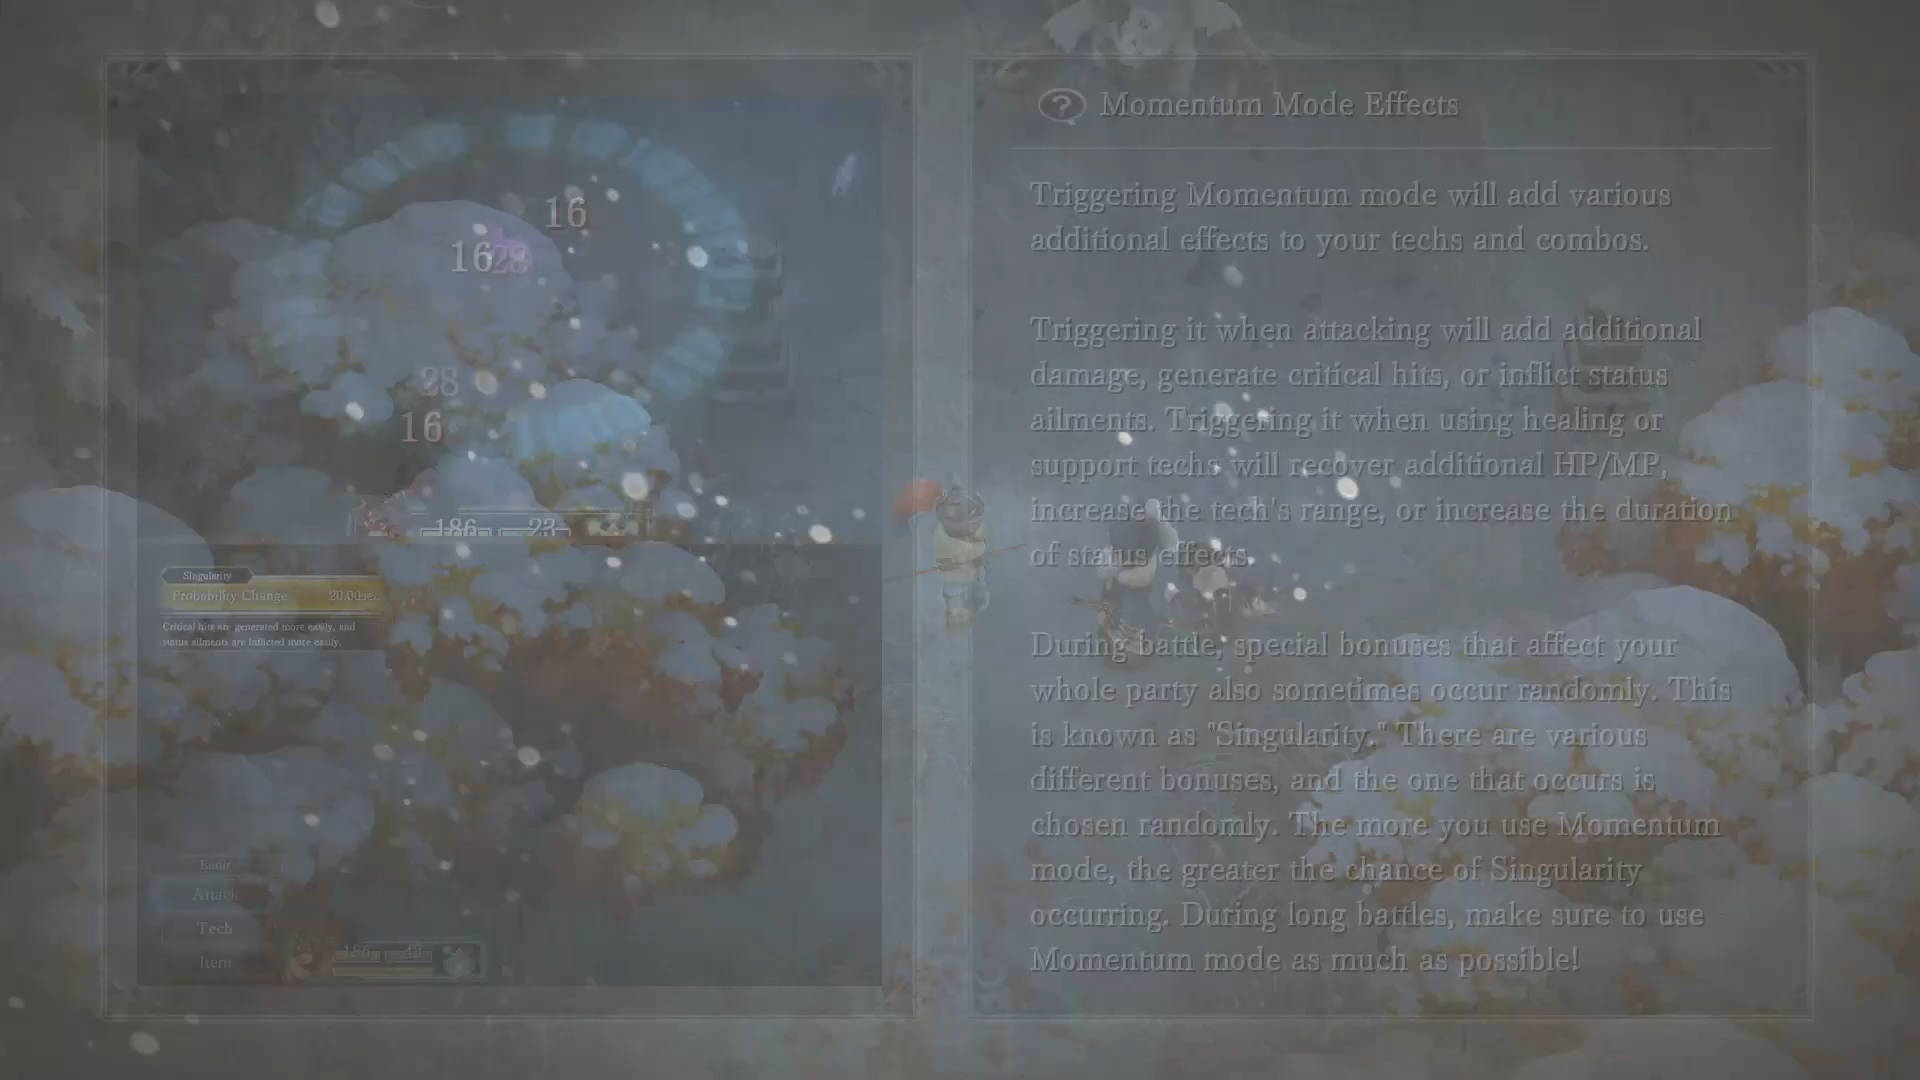 16
16
28
28
16
186 23
Singularity
Probability Change 20.00sec
Critical hits are generated more easily, and
status ailments are inflicted more easily.
Endir
Attack
Tech
Item
186 42
Momentum Mode Effects
Triggering Momentum mode will add various
additional effects to your techs and combos.
Triggering it when attacking will add additional
damage, generate critical hits, or inflict status
ailments. Triggering it when using healing or
support techs will recover additional HP/MP,
increase the tech's range, or increase the duration
of status effects.
During battle, special bonuses that affect your
whole party also sometimes occur randomly. This
is known as "Singularity." There are various
different bonuses, and the one that occurs is
chosen randomly. The more you use Momentum
mode, the greater the chance of Singularity
occurring. During long battles, make sure to use
Momentum mode as much as possible!